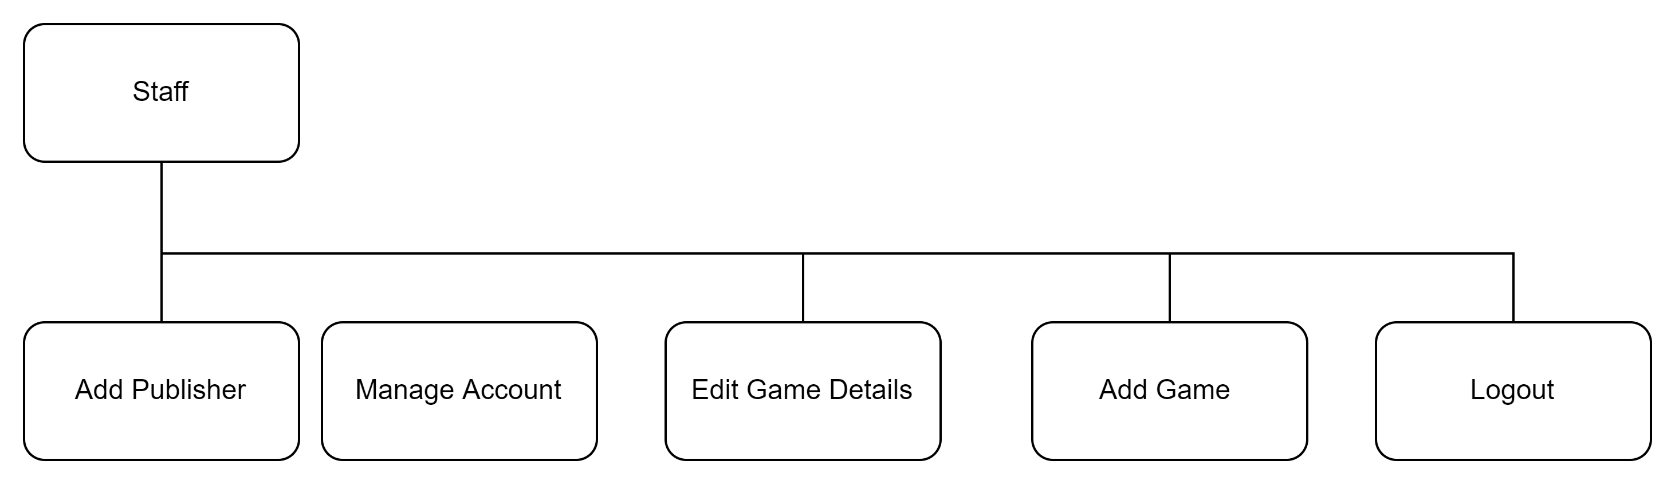 Staff
Add Publisher
Manage Account
Edit Game Details
Add Game
Logout